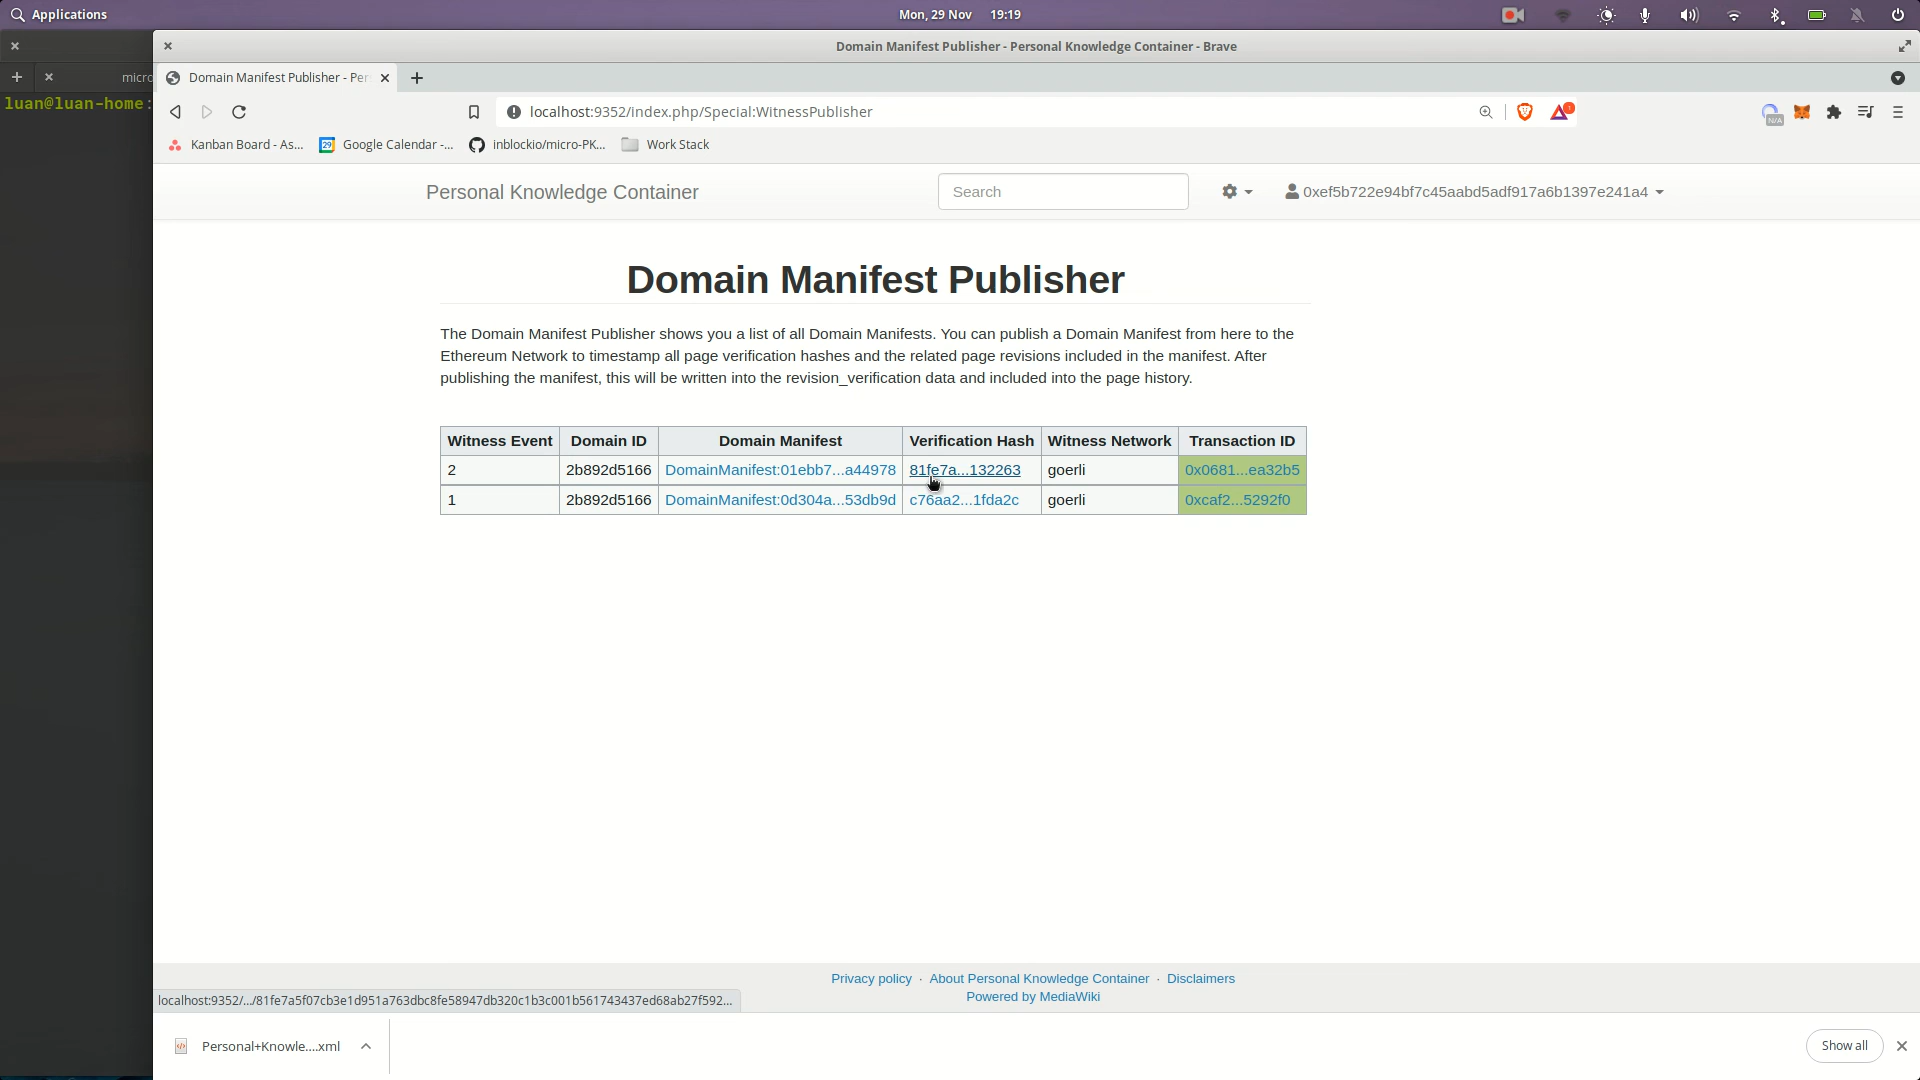 Applications
Mon, 29 Nov 19:19
Domain Manifest Publisher - Personal Knowledge Container - Brave
micro
Domain Manifest Publisher - Per
luan@luan-home:
localhost:9352/index.php/Special:WitnessPublisher
N/A
Kanban Board - As...
29
Google Calendar -...
inblockio/micro-PK...
Work Stack
Personal Knowledge Container
Search
0xef5b722e94bf7c45aabd5adf917a6b1397e241a4
Domain Manifest Publisher
The Domain Manifest Publisher shows you a list of all Domain Manifests. You can publish a Domain Manifest from here to the
Ethereum Network to timestamp all page verification hashes and the related page revisions included in the manifest. After
publishing the manifest, this will be written into the revision_verification data and included into the page history.
Witness Event Domain ID Domain Manifest Verification Hash Witness Network Transaction ID
2 2b892d5166 DomainManifest:01ebb7...a44978 81fe7a...132263 goerli 0x0681...ea32b5
1 2b892d5166 DomainManifest:0d304a...53db9d c76aa2...1fda2c goerli 0xcaf2...5292f0
Privacy policy · About Personal Knowledge Container · Disclaimers
Powered by MediaWiki
localhost:9352/.../81fe7a5f07cb3e1d951a763dbc8fe58947db320c1b3c001b561743437ed68ab27f592...
Personal+Knowle....xml
Show all